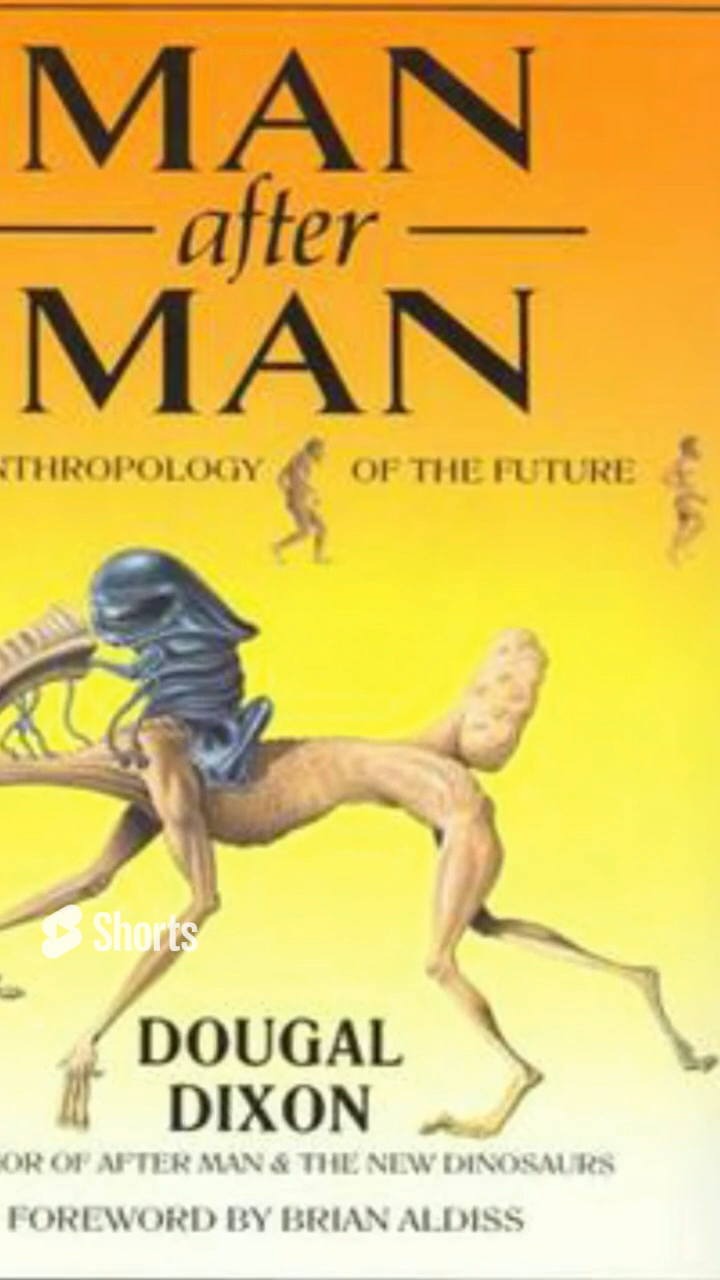 MAN
after
MAN
NTHROPOLOGY OF THE FUTURE
Shorts
DOUGAL
DIXON
OR OF AFTER MAN & THE NEW DINOSAURS
FOREWORD BY BRIAN ALDISS